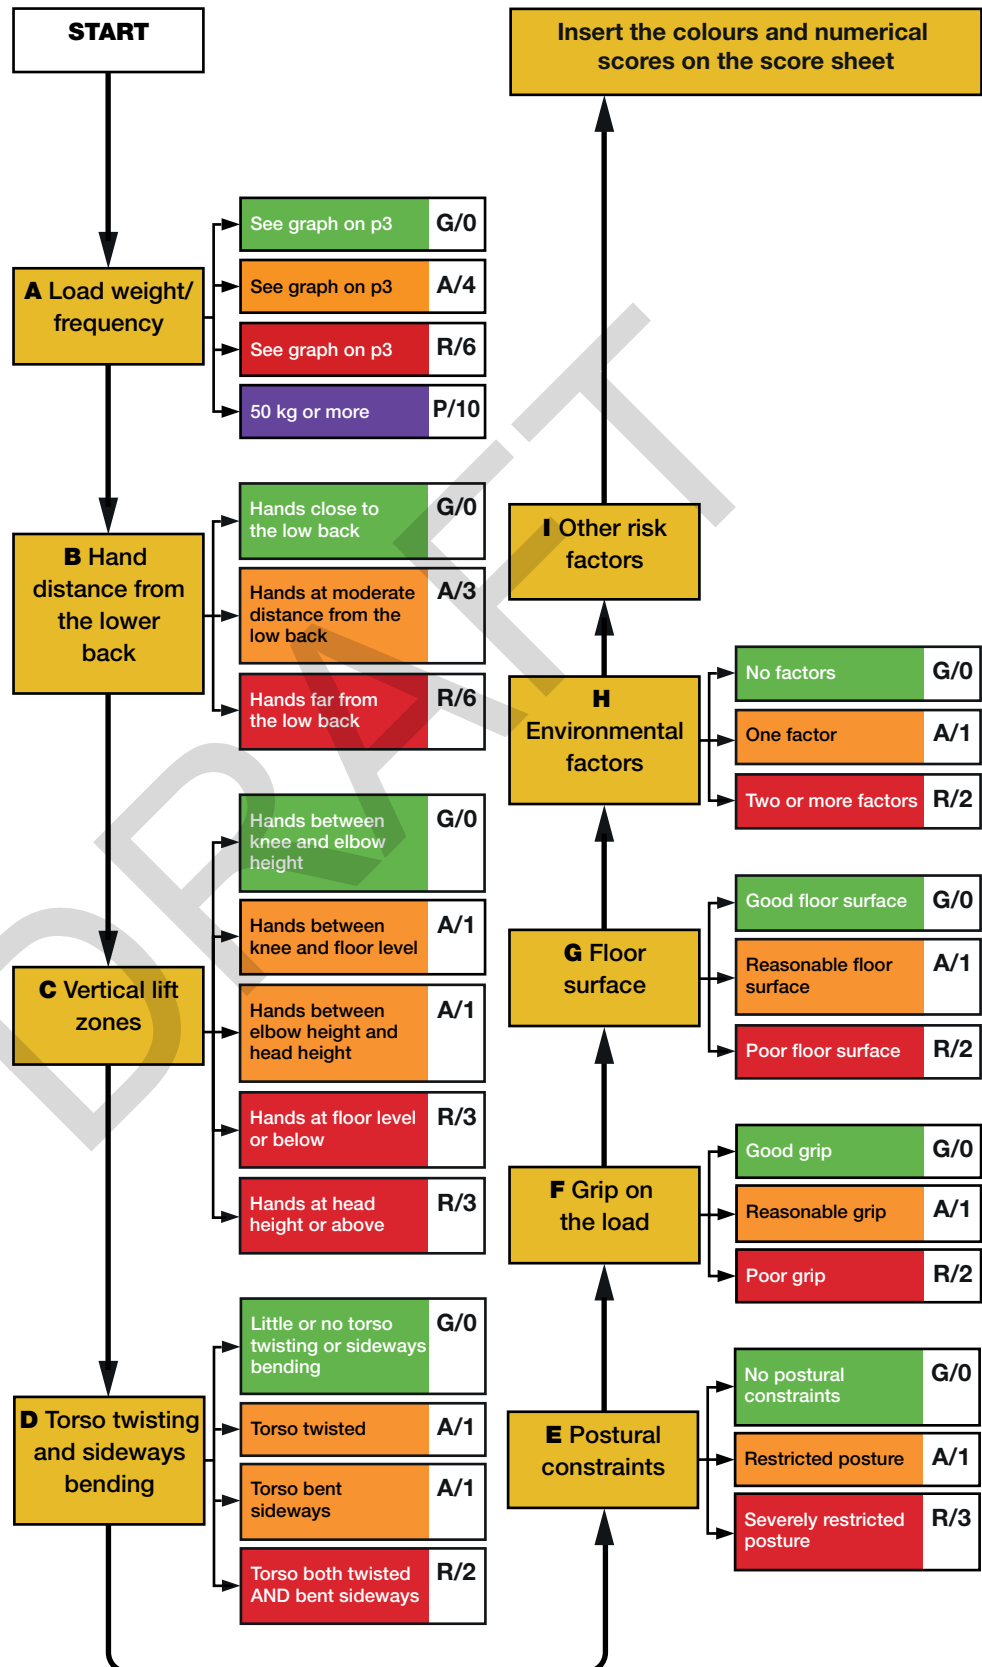 START
A Load weight/
frequency
See graph on p3 G/0
See graph on p3 A/4
See graph on p3 R/6
50 kg or more P/10
B Hand
distance from
the lower
back
Hands close to
the low back
G/0
Hands at moderate
distance from the
low back
A/3
Hands far from
the low back
R/6
C Vertical lift
zones
Hands between
knee and elbow
height
G/0
Hands between
knee and floor level
A/1
Hands between
elbow height and
head height
A/1
Hands at floor level
or below
R/3
Hands at head
height or above
R/3
D Torso twisting
and sideways
bending
Little or no torso
twisting or sideways
bending
G/0
Torso twisted A/1
Torso bent
sideways
A/1
Torso both twisted
AND bent sideways
R/2
E Postural
constraints
No postural
constraints
G/0
Restricted posture A/1
Severely restricted
posture
R/3
F Grip on
the load
Good grip G/0
Reasonable grip A/1
Poor grip R/2
G Floor
surface
Good floor surface G/0
Reasonable floor
surface
A/1
Poor floor surface R/2
H
Environmental
factors
No factors G/0
One factor A/1
Two or more factors R/2
I Other risk
factors
Insert the colours and numerical
scores on the score sheet
DRAFT